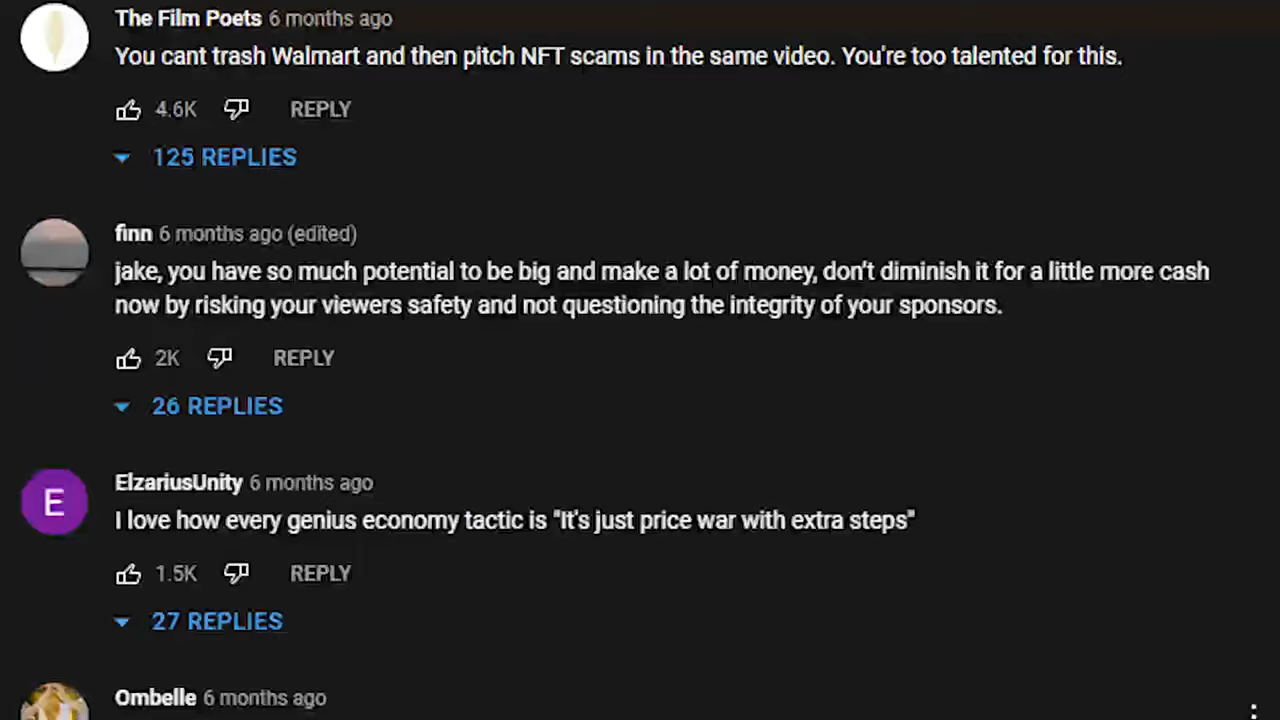 The Film Poets 6 months ago
You cant trash Walmart and then pitch NFT scams in the same video. You're too talented for this.
4.6K REPLY
125 REPLIES
finn 6 months ago (edited)
jake, you have so much potential to be big and make a lot of money, don't diminish it for a little more cash
now by risking your viewers safety and not questioning the integrity of your sponsors.
2K REPLY
26 REPLIES
E
ElzariusUnity 6 months ago
I love how every genius economy tactic is "It's just price war with extra steps"
1.5K REPLY
27 REPLIES
Ombelle 6 months ago